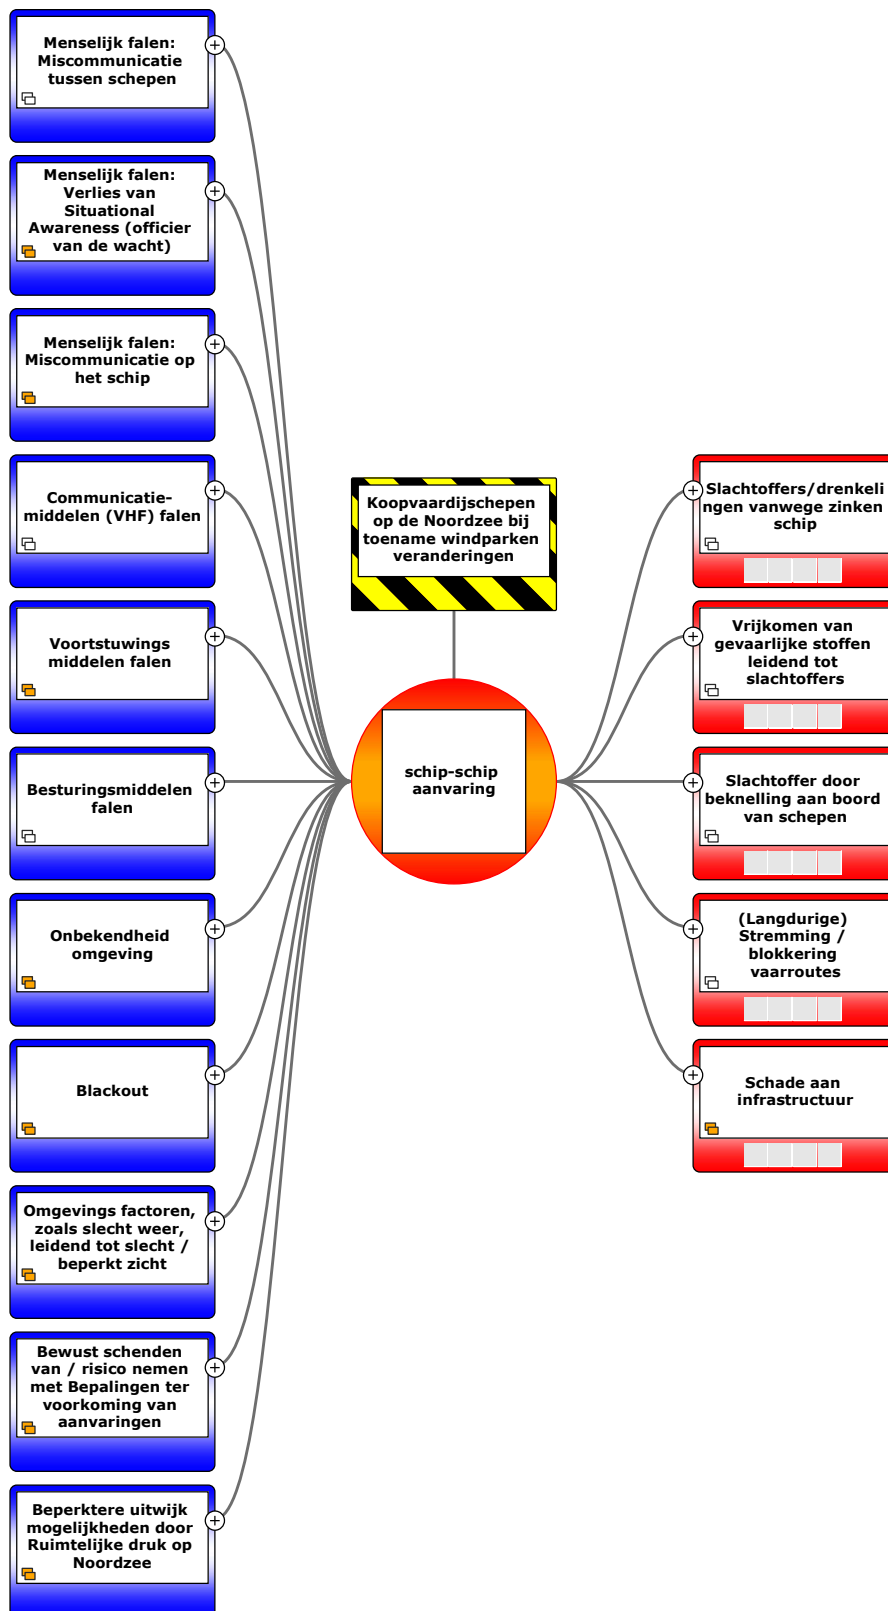 Menselijk falen:
Miscommunicatie
tussen schepen
Menselijk falen:
Verlies van
Situational
Awareness (officier
van de wacht)
Menselijk falen:
Miscommunicatie op
het schip
Communicatie-
middelen (VHF) falen
Voortstuwings
middelen falen
Besturingsmiddelen
falen
Onbekendheid
omgeving
Blackout
Omgevings factoren,
zoals slecht weer,
leidend tot slecht /
beperkt zicht
Bewust schenden
van / risico nemen
met Bepalingen ter
voorkoming van
aanvaringen
Beperktere uitwijk
mogelijkheden door
Ruimtelijke druk op
Noordzee
Koopvaardijschepen
op de Noordzee bij
toename windparken
veranderingen
schip-schip
aanvaring
Slachtoffers/drenkeli
ngen vanwege zinken
schip
Vrijkomen van
gevaarlijke stoffen
leidend tot
slachtoffers
Slachtoffer door
beknelling aan boord
van schepen
(Langdurige)
Stremming /
blokkering
vaarroutes
Schade aan
infrastructuur